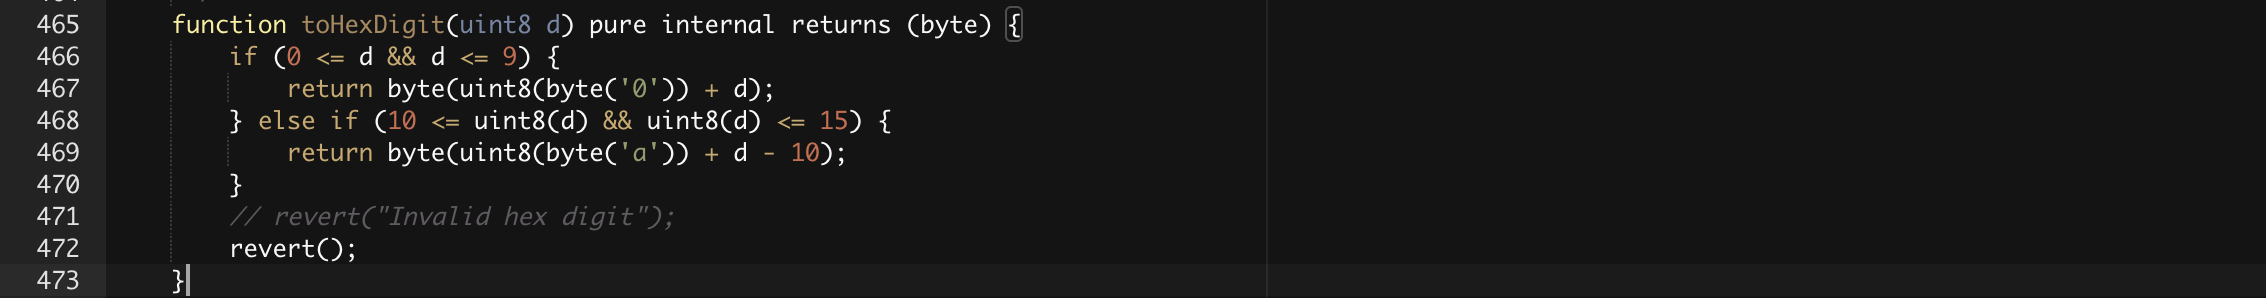 465 function toHexDigit(uint8 d) pure internal returns (byte) {
466 if (0 <= d && d <= 9) {
467 return byte(uint8(byte('0')) + d);
468 } else if (10 <= uint8(d) && uint8(d) <= 15) {
469 return byte(uint8(byte('a')) + d - 10);
470 }
471 // revert("Invalid hex digit");
472 revert();
473 }